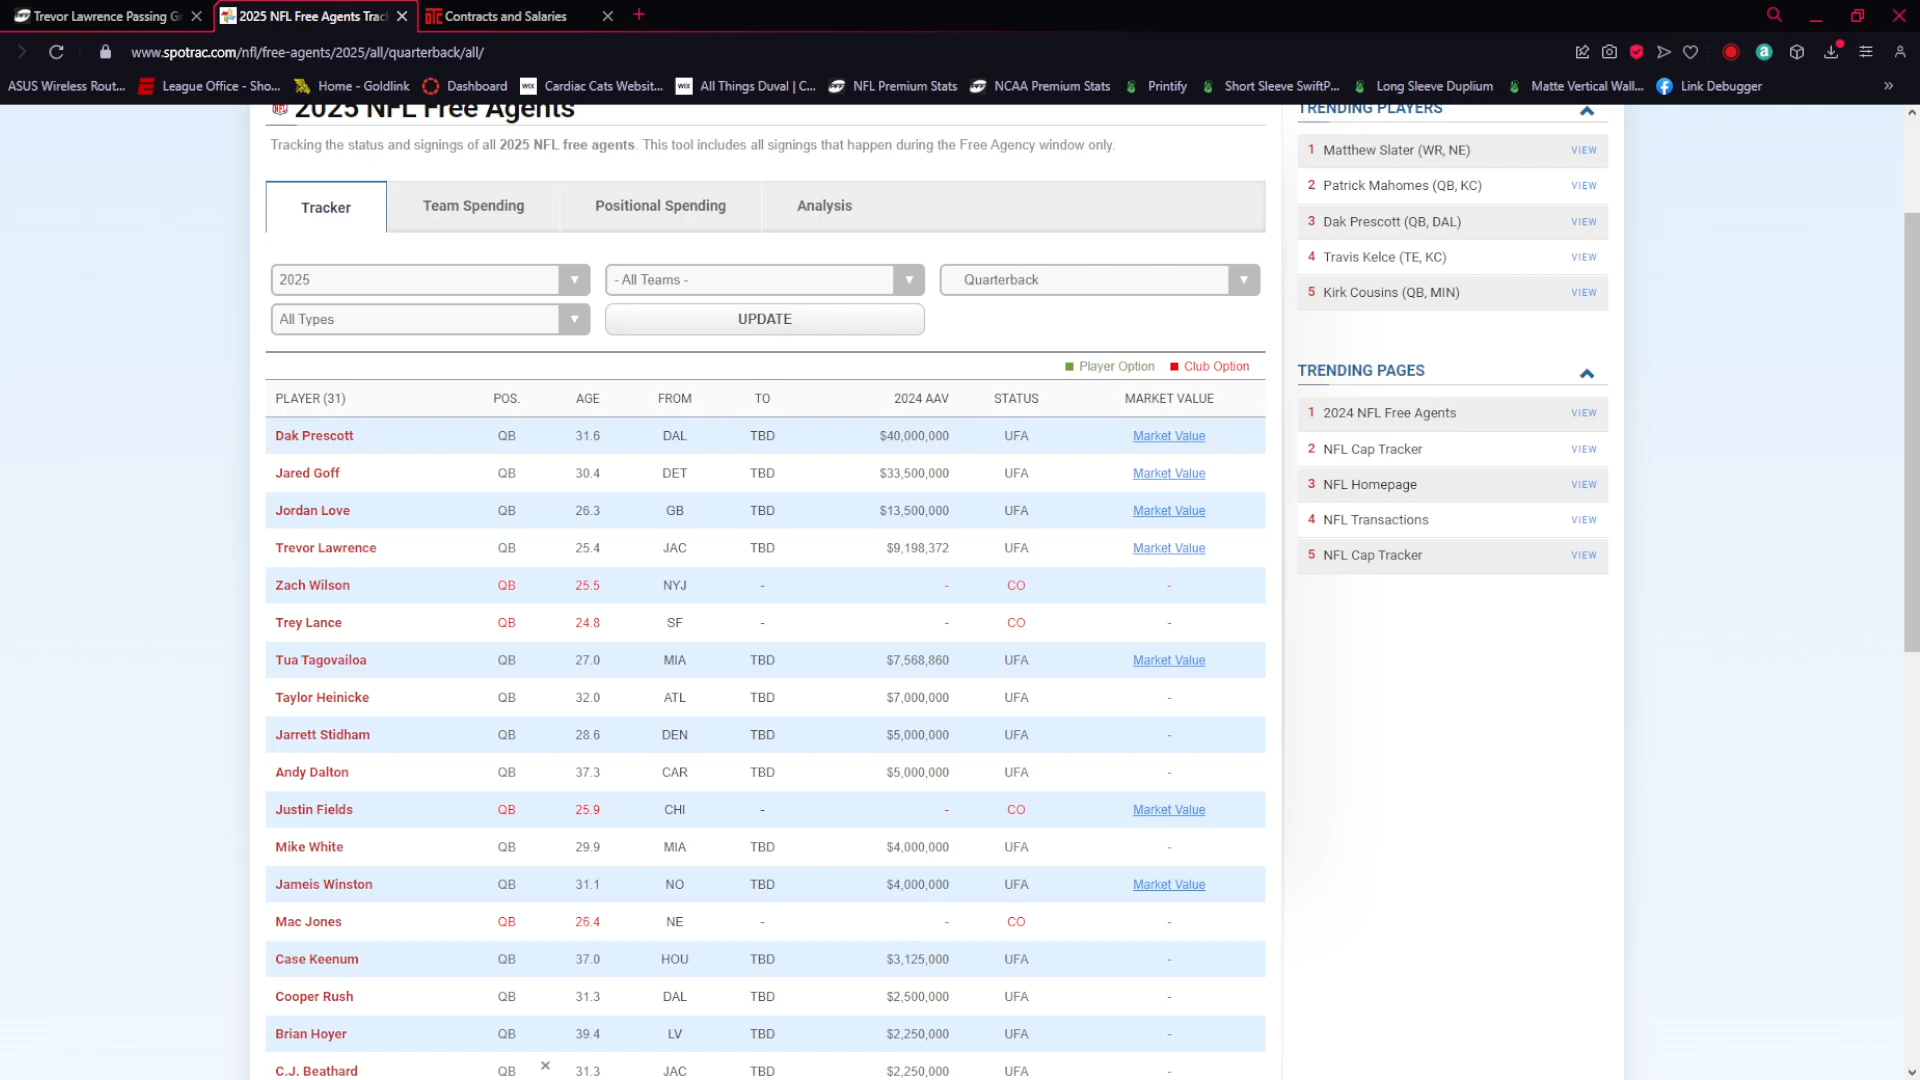 Trevor Lawrence Passing Gr
2025 NFL Free Agents Trac
Contracts and Salaries
www.spotrac.com/nfl/free-agents/2025/all/quarterback/all/
ASUS Wireless Rout...
League Office - Sho...
Home - Goldlink
Dashboard
Cardiac Cats Websit...
All Things Duval | C...
NFL Premium Stats
NCAA Premium Stats
Printify
Short Sleeve SwiftP...
Long Sleeve Duplium
Matte Vertical Wall...
Link Debugger
2025 NFL Free Agents
Tracking the status and signings of all 2025 NFL free agents. This tool includes all signings that happen during the Free Agency window only.
Tracker Team Spending Positional Spending Analysis
2025 - All Teams - Quarterback
All Types UPDATE
Player Option Club Option
PLAYER (31) POS. AGE FROM TO 2024 AAV STATUS MARKET VALUE
Dak Prescott QB 31.6 DAL TBD $40,000,000 UFA Market Value
Jared Goff QB 30.4 DET TBD $33,500,000 UFA Market Value
Jordan Love QB 26.3 GB TBD $13,500,000 UFA Market Value
Trevor Lawrence QB 25.4 JAC TBD $9,198,372 UFA Market Value
Zach Wilson QB 25.5 NYJ - - CO -
Trey Lance QB 24.8 SF - - CO -
Tua Tagovailoa QB 27.0 MIA TBD $7,568,860 UFA Market Value
Taylor Heinicke QB 32.0 ATL TBD $7,000,000 UFA -
Jarrett Stidham QB 28.6 DEN TBD $5,000,000 UFA -
Andy Dalton QB 37.3 CAR TBD $5,000,000 UFA -
Justin Fields QB 25.9 CHI - - CO Market Value
Mike White QB 29.9 MIA TBD $4,000,000 UFA -
Jameis Winston QB 31.1 NO TBD $4,000,000 UFA Market Value
Mac Jones QB 26.4 NE - - CO -
Case Keenum QB 37.0 HOU TBD $3,125,000 UFA -
Cooper Rush QB 31.3 DAL TBD $2,500,000 UFA -
Brian Hoyer QB 39.4 LV TBD $2,250,000 UFA -
C.J. Beathard QB 31.3 JAC TBD $2,250,000 UFA -
TRENDING PLAYERS
1 Matthew Slater (WR, NE) VIEW
2 Patrick Mahomes (QB, KC) VIEW
3 Dak Prescott (QB, DAL) VIEW
4 Travis Kelce (TE, KC) VIEW
5 Kirk Cousins (QB, MIN) VIEW
TRENDING PAGES
1 2024 NFL Free Agents VIEW
2 NFL Cap Tracker VIEW
3 NFL Homepage VIEW
4 NFL Transactions VIEW
5 NFL Cap Tracker VIEW